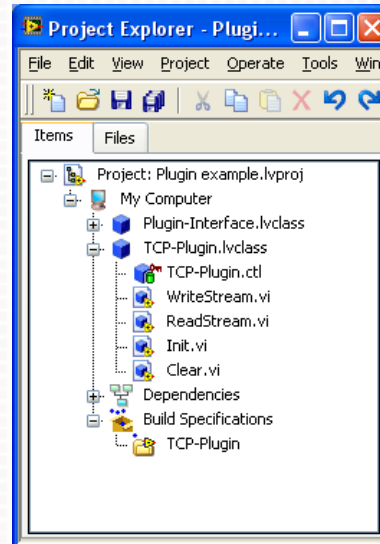 Project Explorer - Plugi...
File Edit View Project Operate Tools Win
Items Files
Project: Plugin example.lvproj
My Computer
Plugin-Interface.lvclass
TCP-Plugin.lvclass
TCP-Plugin.ctl
WriteStream.vi
ReadStream.vi
Init.vi
Clear.vi
Dependencies
Build Specifications
TCP-Plugin